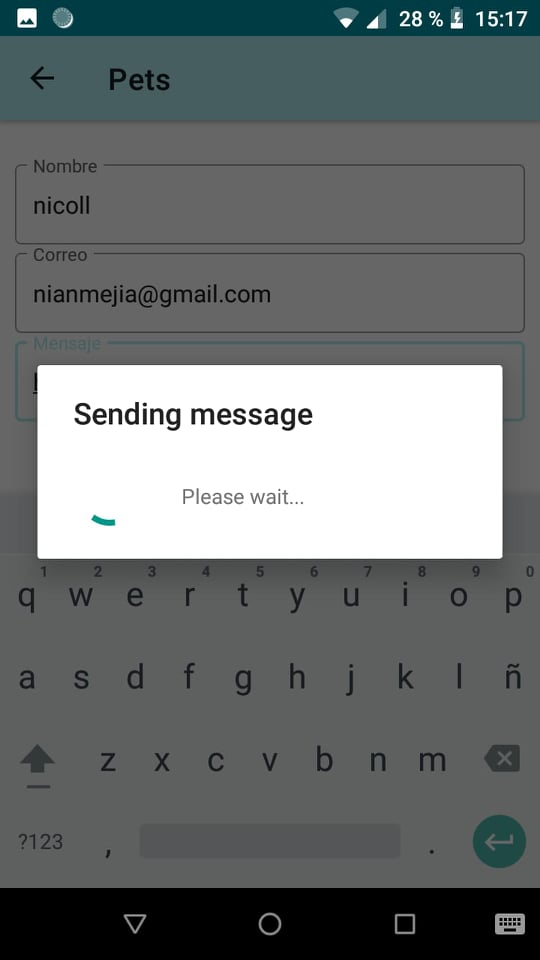 28 % 15:17
Pets
Nombre
nicoll
Correo
nianmejia@gmail.com
Mensaje
Sending message
Please wait...
1 2 3 4 5 6 7 8 9 0
q w e r t y u i o p
a s d f g h j k l ñ
z x c v b n m
?123 , .